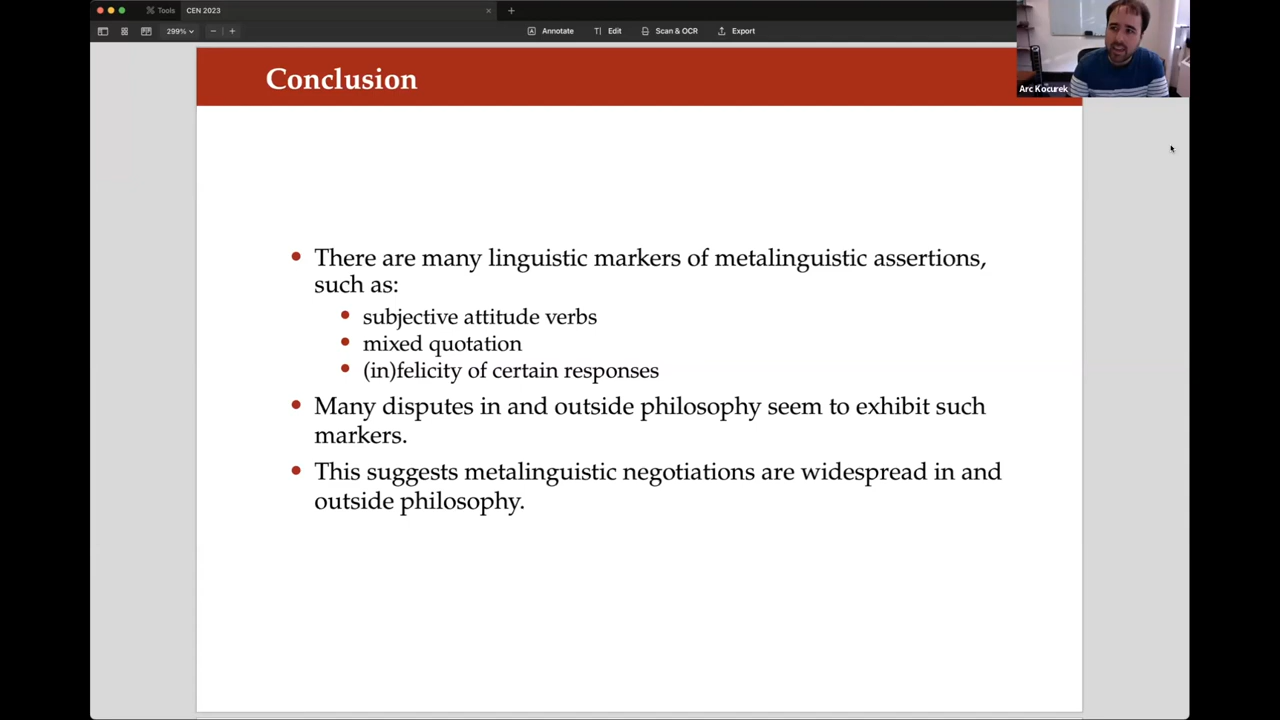 Tools
CEN 2023
299%
Annotate
Edit
Scan & OCR
Export
Arc Kocurek
Conclusion
• There are many linguistic markers of metalinguistic assertions,
such as:
• subjective attitude verbs
• mixed quotation
• (in)felicity of certain responses
• Many disputes in and outside philosophy seem to exhibit such
markers.
• This suggests metalinguistic negotiations are widespread in and
outside philosophy.